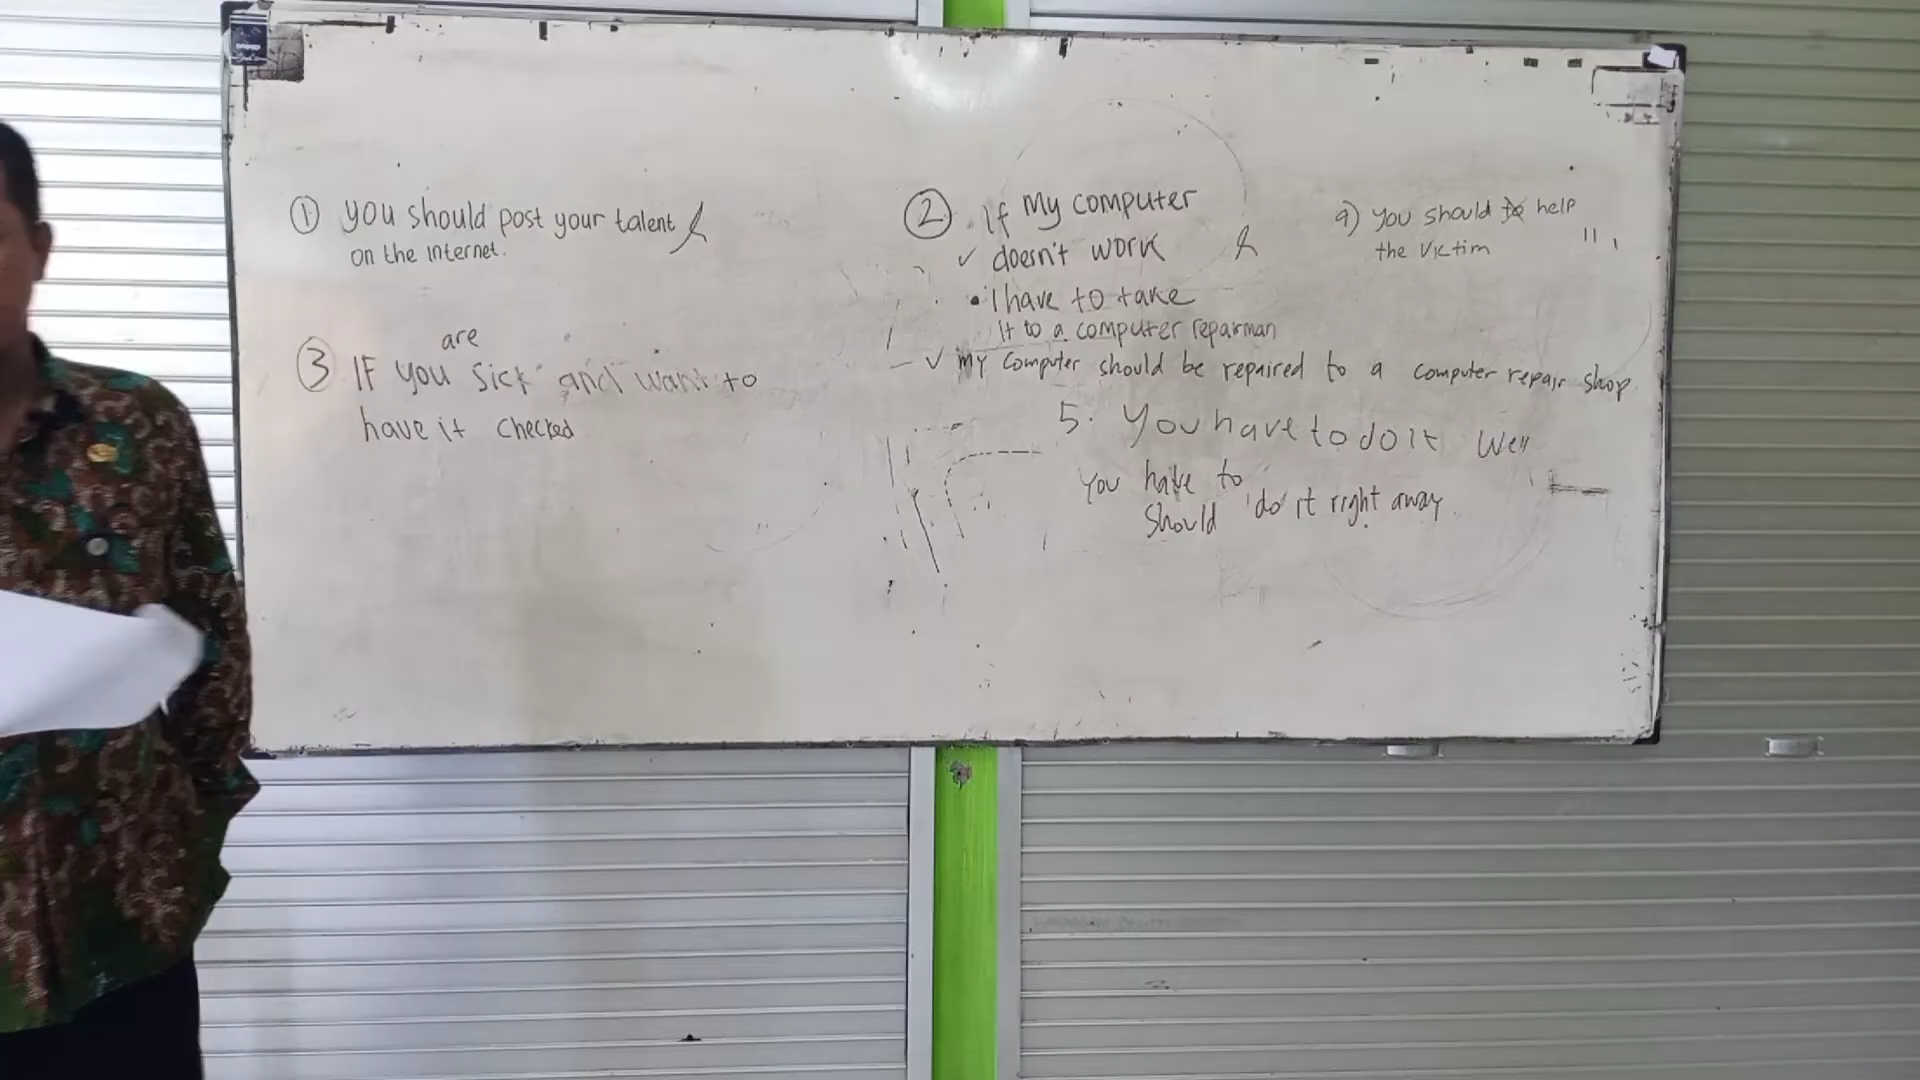 ① you should post your talent
on the internet.
② If my computer
✓ doesn't work
• I have to take
it to a computer repairman
— ✓ my computer should be repaired to a computer repair shop.
9) you should to help
the victim
are
③ IF you sick and want to
have it checked
5. You have to do it well
you have to
should do it right away.